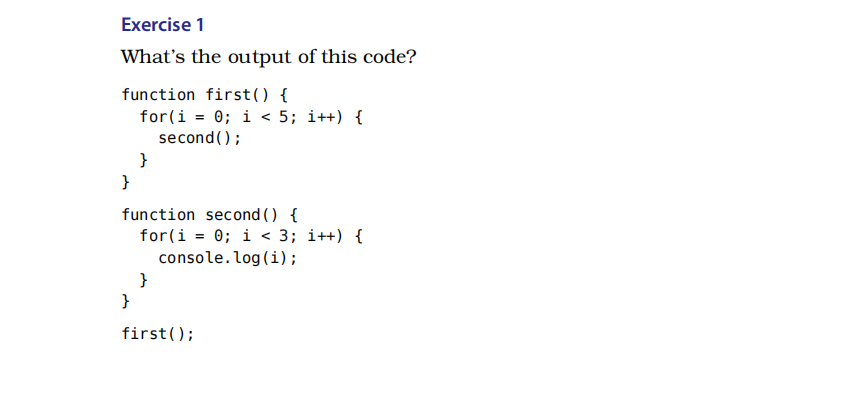 Exercise 1
What’s the output of this code?
function first() {
  for(i = 0; i < 5; i++) {
    second();
  }
}
function second() {
  for(i = 0; i < 3; i++) {
    console.log(i);
  }
}
first();